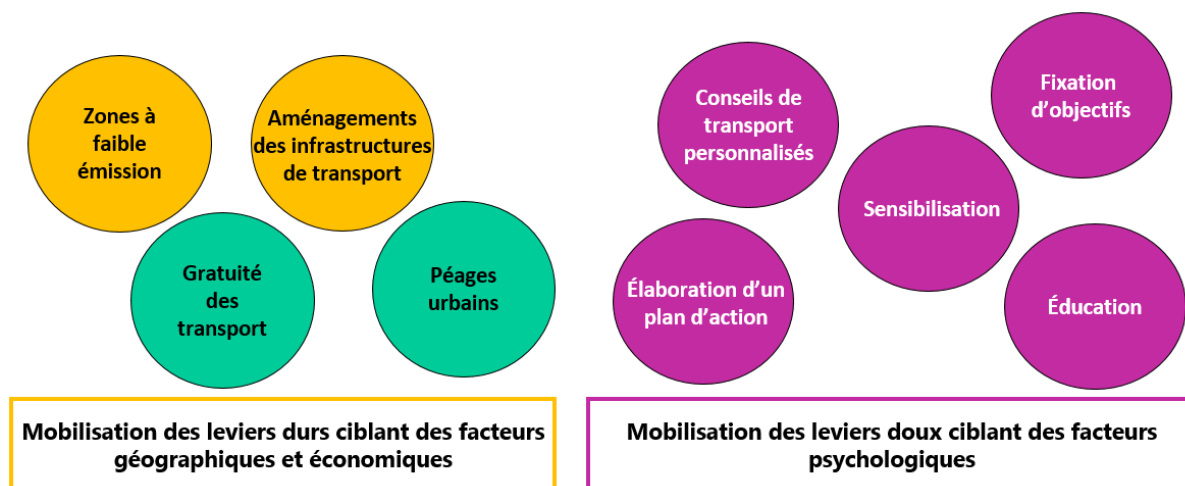 Zones à
faible
émission
Aménagements
des infrastructures
de transport
Gratuité
des
transport
Péages
urbains
Mobilisation des leviers durs ciblant des facteurs
géographiques et économiques
Conseils de
transport
personnalisés
Fixation
d’objectifs
Sensibilisation
Élaboration d’un
plan d’action
Éducation
Mobilisation des leviers doux ciblant des facteurs
psychologiques